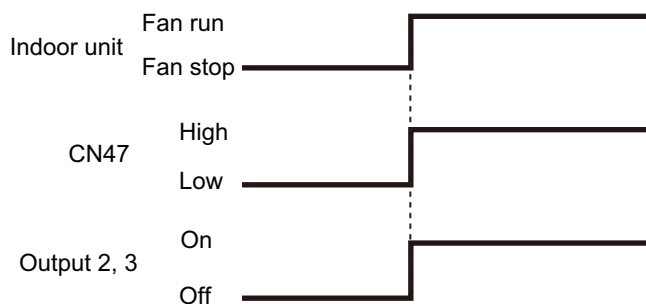 Indoor unit
Fan run
Fan stop
CN47
High
Low
Output 2, 3
On
Off